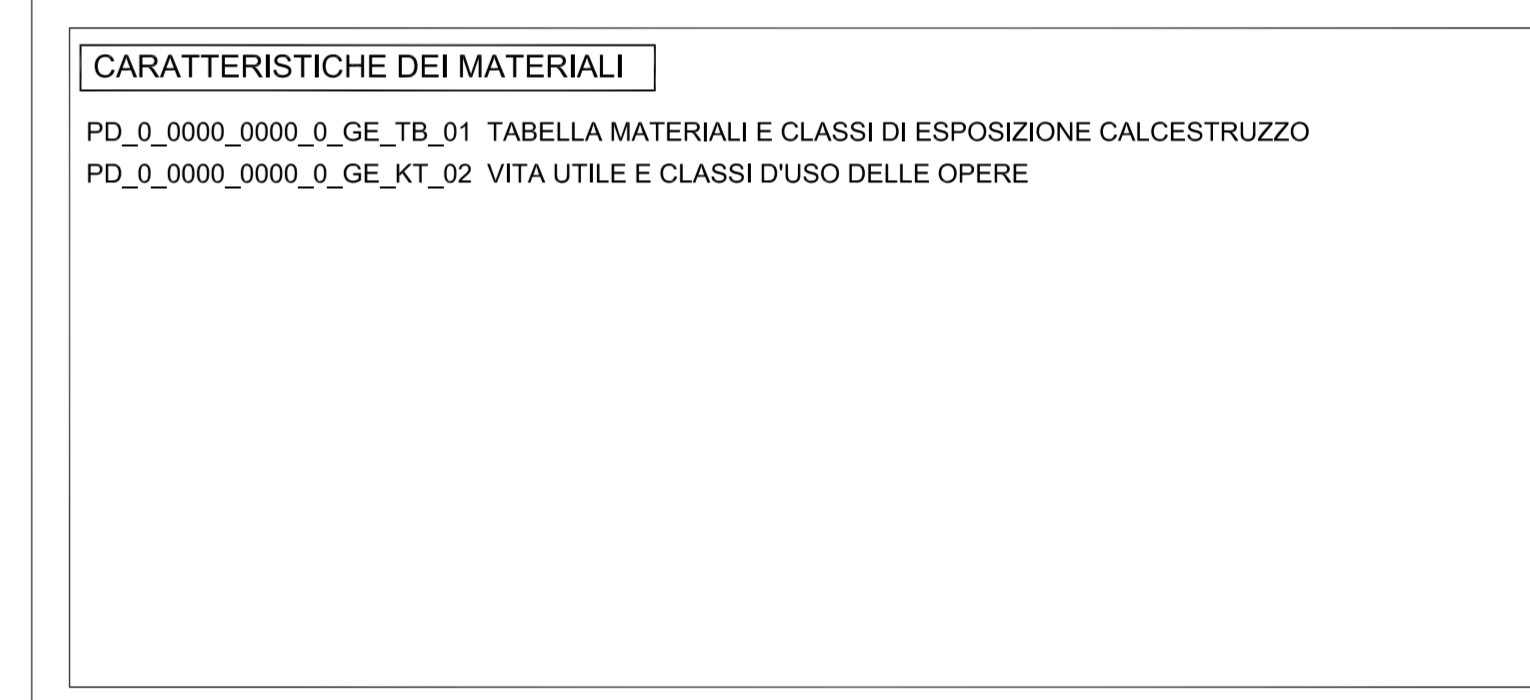 CARATTERISTICHE DEI MATERIALI
PD_0_0000_0000_0_GE_TB_01 TABELLA MATERIALI E CLASSI DI ESPOSIZIONE CALCESTRUZZO
PD_0_0000_0000_0_GE_KT_02 VITA UTILE E CLASSI D'USO DELLE OPERE